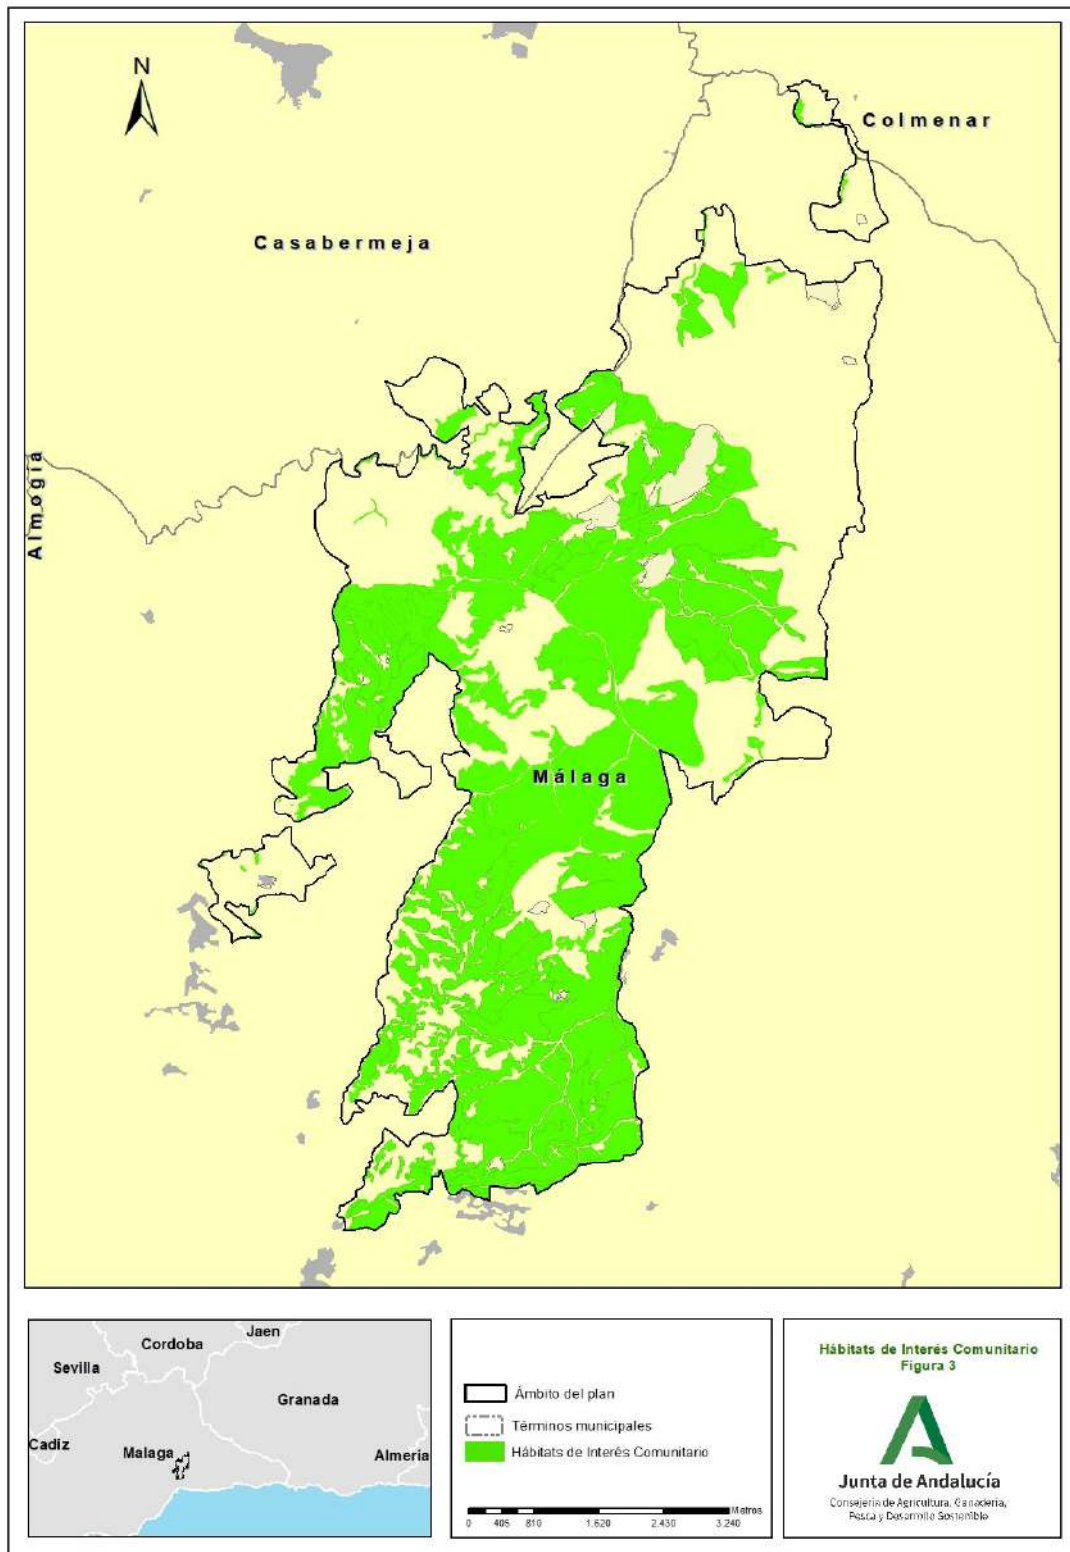 N
Colmenar
Casabermeja
Almogía
Málaga
Jaen
Cordoba
Sevilla
Granada
Cadiz
Malaga
Almería
Ámbito del plan
Términos municipales
Hábitats de Interés Comunitario
Metros
0 405 810 1.620 2.430 3.240
Hábitats de Interés Comunitario
Figura 3
Junta de Andalucía
Consejería de Agricultura, Ganadería,
Pesca y Desarrollo Sostenible